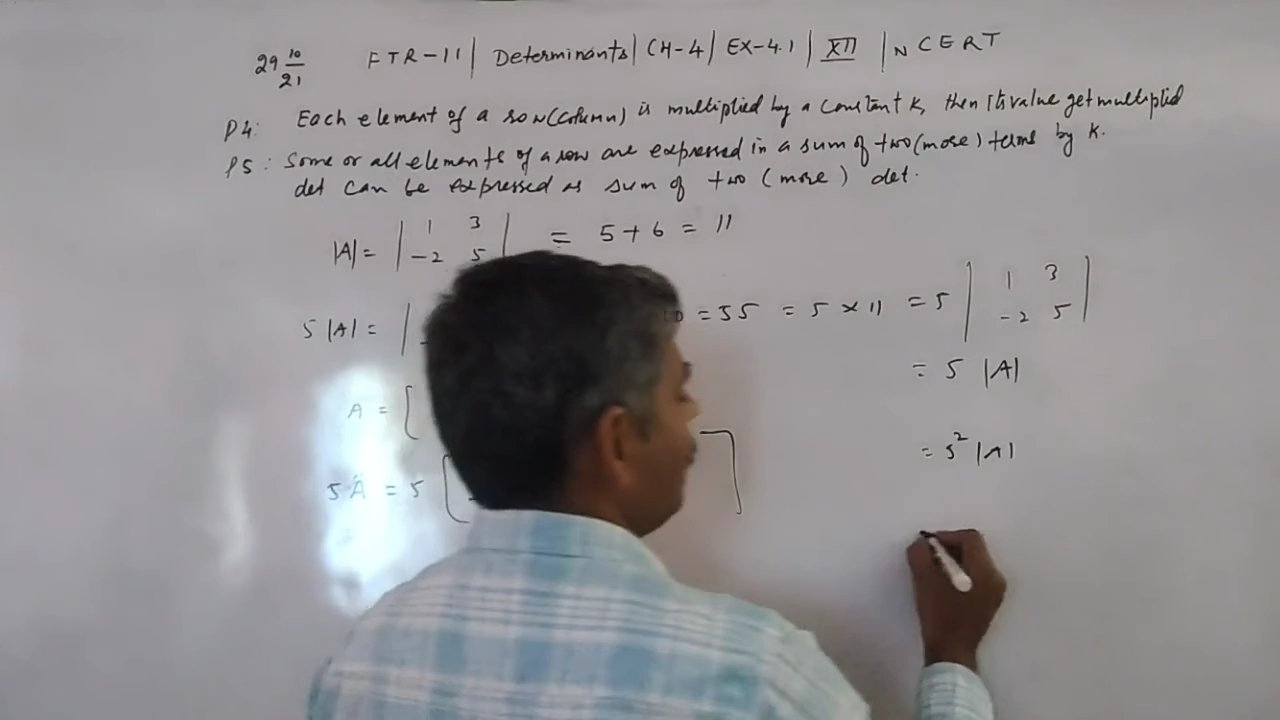 29 10/21 FTR-11 | Determinants | CH-4 | EX-4.1 | XII | NCERT
P4: Each element of a row(column) is multiplied by a constant K, then its value get multiplied by K.
P5: Some or all elements of a row are expressed in a sum of two (more) terms
det can be expressed as sum of two (more) det.
|A| = | 1 3 | = 5 + 6 = 11
| -2 5 |
5 |A| = | = 55 = 5 × 11 = 5 | 1 3 |
| -2 5 |
= 5 |A|
A = [
= 5² |A|
5A = 5 [ ]